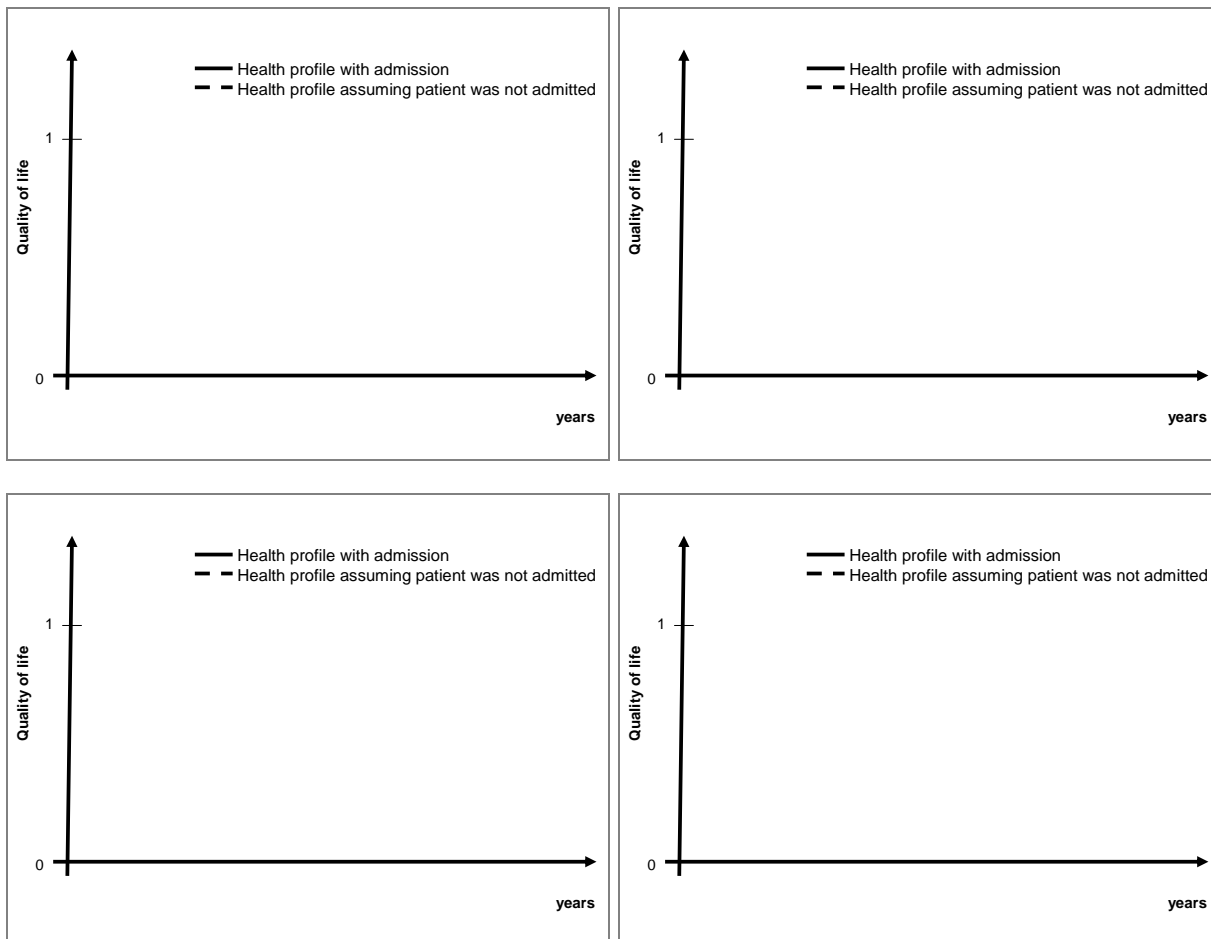 Health profile with admission
Health profile assuming patient was not admitted
1
Quality of life
0
years
Health profile with admission
Health profile assuming patient was not admitted
1
Quality of life
0
years
Health profile with admission
Health profile assuming patient was not admitted
1
Quality of life
0
years
Health profile with admission
Health profile assuming patient was not admitted
1
Quality of life
0
years